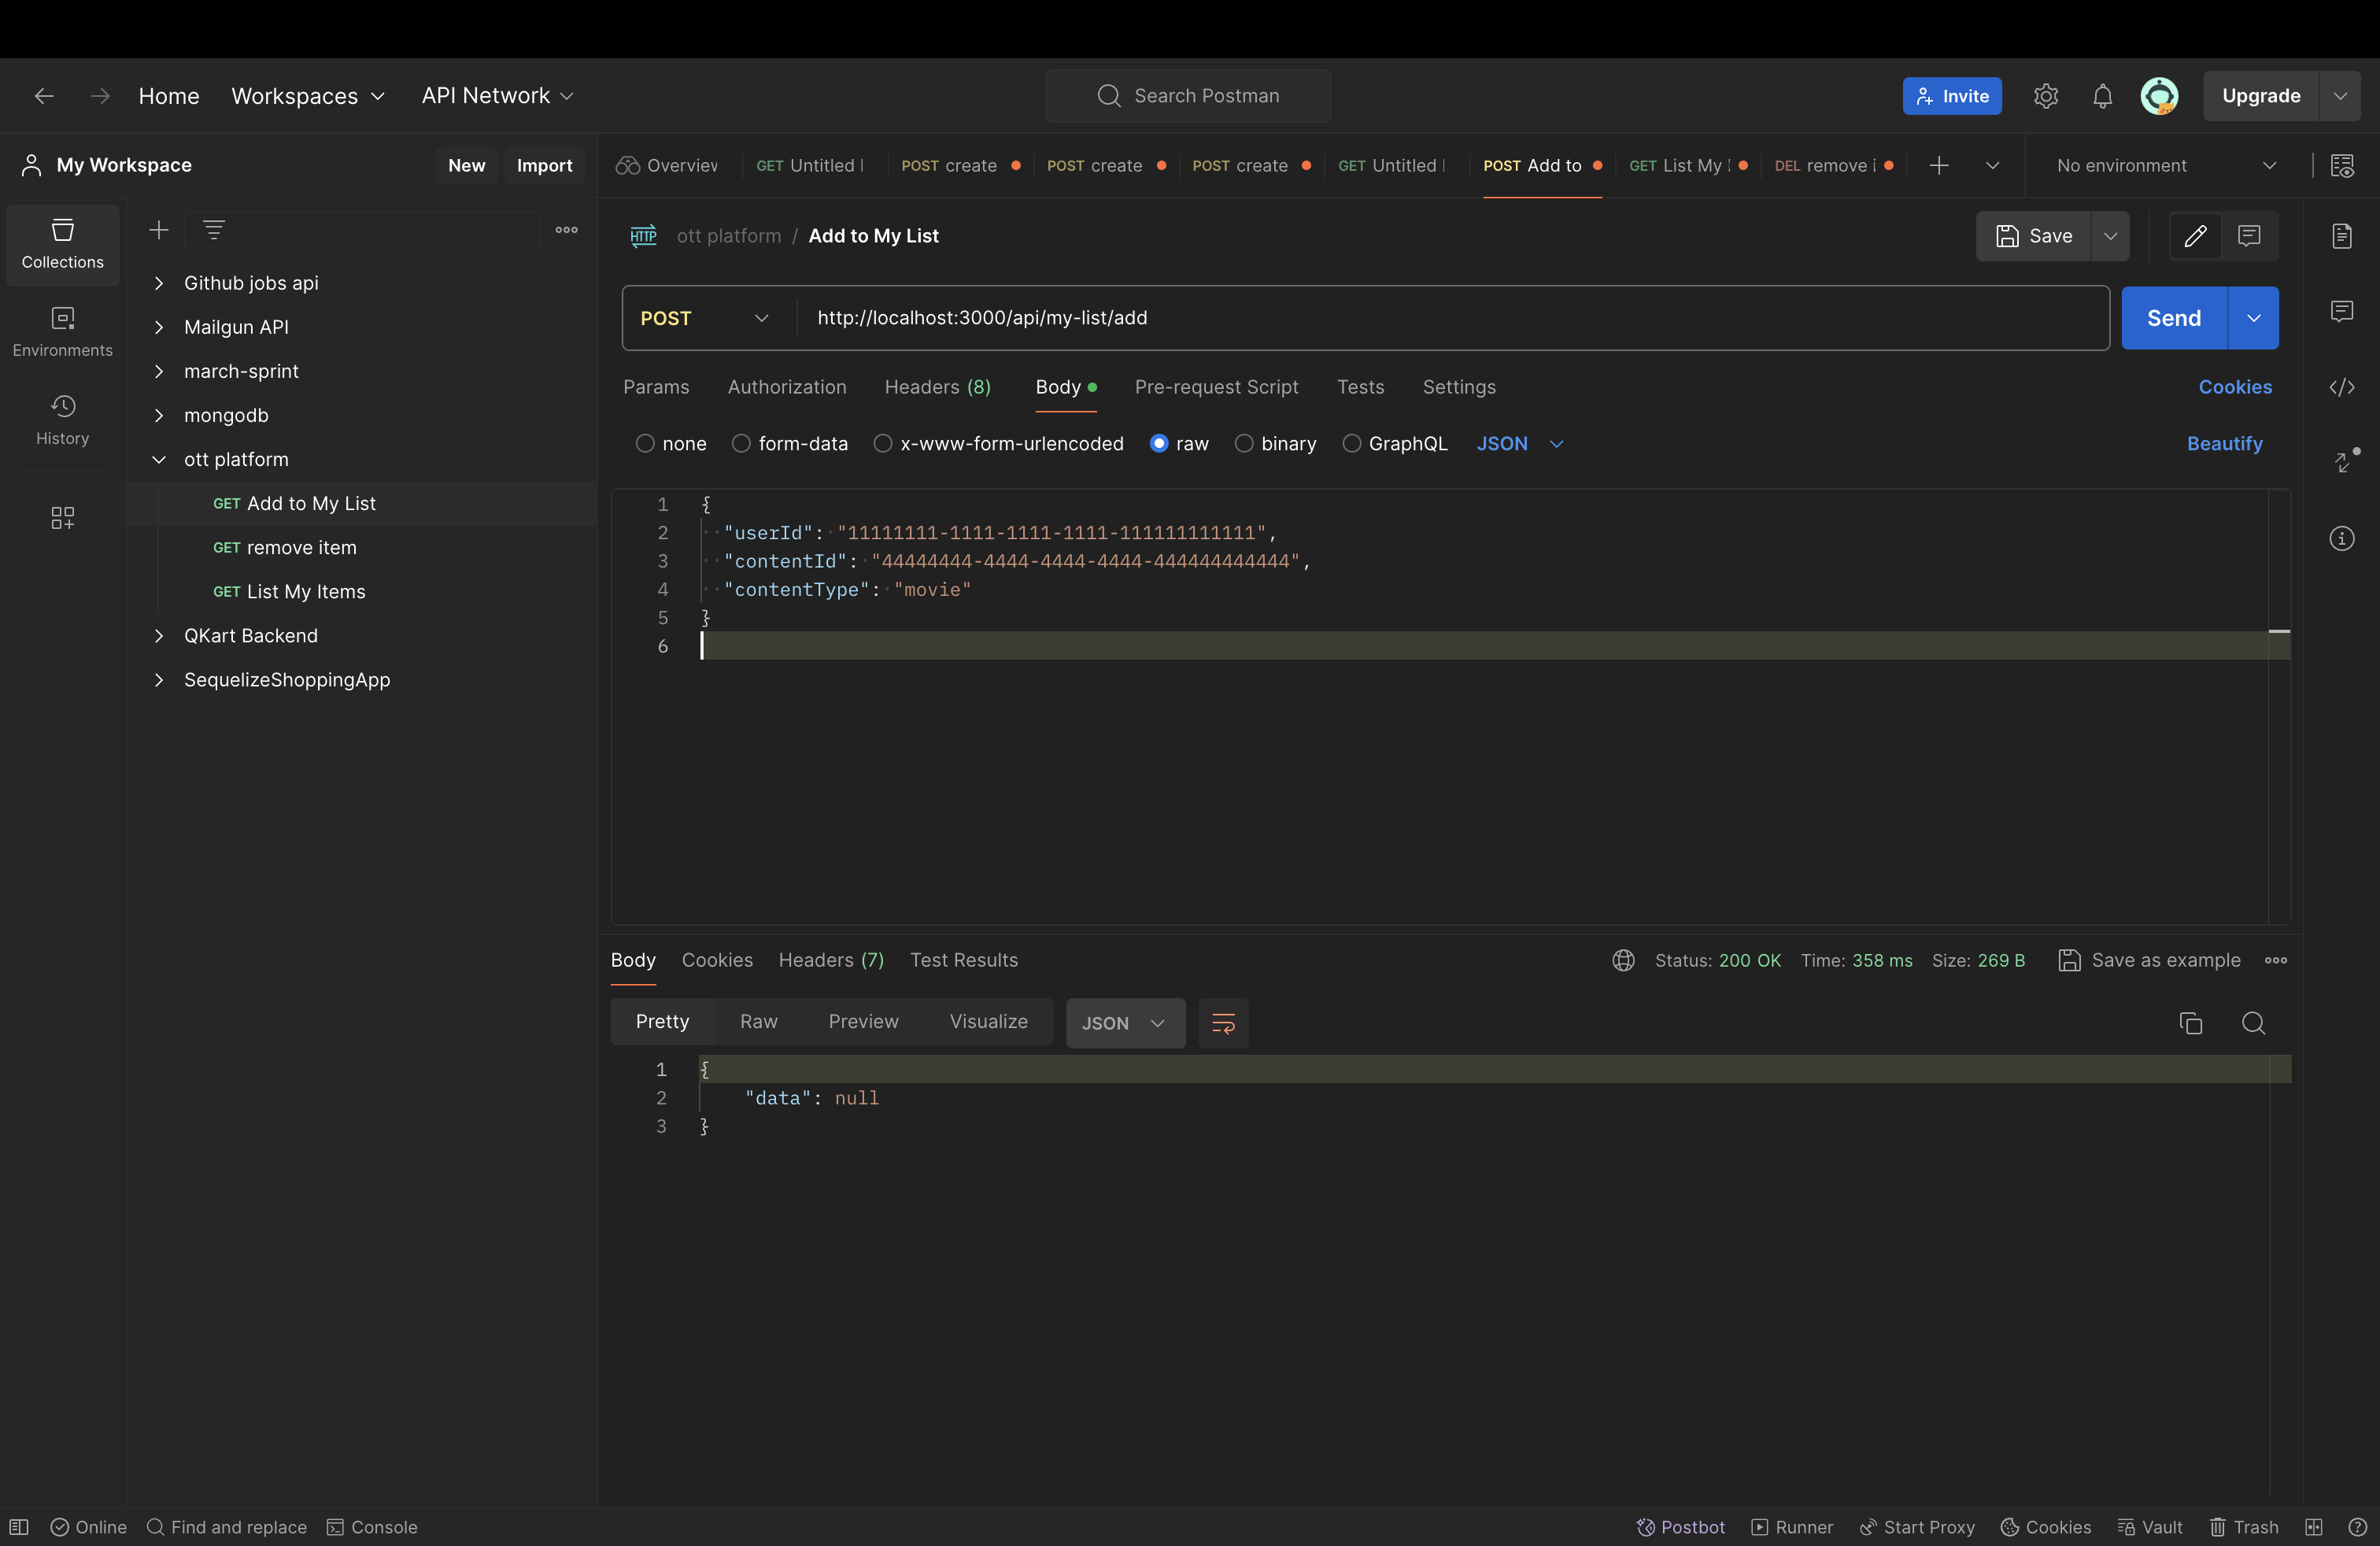 Home Workspaces API Network Search Postman Invite Upgrade
My Workspace New Import
Overview GET Untitled POST create POST create POST create GET Untitled POST Add to GET List My DEL remove i No environment
Collections
Environments
History
Github jobs api
Mailgun API
march-sprint
mongodb
ott platform
GET Add to My List
GET remove item
GET List My Items
QKart Backend
SequelizeShoppingApp
HTTP ott platform / Add to My List Save
POST http://localhost:3000/api/my-list/add Send
Params Authorization Headers (8) Body Pre-request Script Tests Settings Cookies
none form-data x-www-form-urlencoded raw binary GraphQL JSON Beautify
1 {
2 "userId": "11111111-1111-1111-1111-111111111111",
3 "contentId": "44444444-4444-4444-4444-444444444444",
4 "contentType": "movie"
5 }
6
Body Cookies Headers (7) Test Results Status: 200 OK Time: 358 ms Size: 269 B Save as example
Pretty Raw Preview Visualize JSON
1 {
2 "data": null
3 }
Online Find and replace Console Postbot Runner Start Proxy Cookies Vault Trash